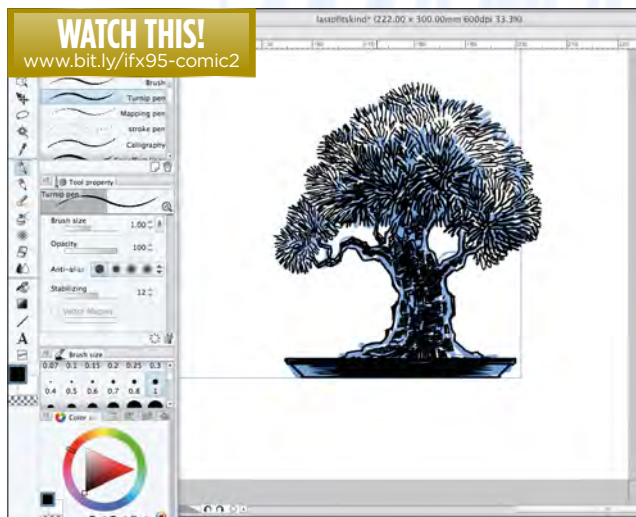 WATCH THIS!
www.bit.ly/ifx95-comic2
lastofitskind* (222.00 × 300.00mm 600dpi 33.3%)
Brush
Turnip pen
Mapping pen
stroke pen
Calligraphy
Tool property
Turnip pen
Brush size 1.00
Opacity 100
Anti-alias
Stabilizing 12
Vector Magnet
Brush size
0.07 0.1 0.15 0.2 0.25 0.3
0.4 0.5 0.6 0.7 0.8 1
A